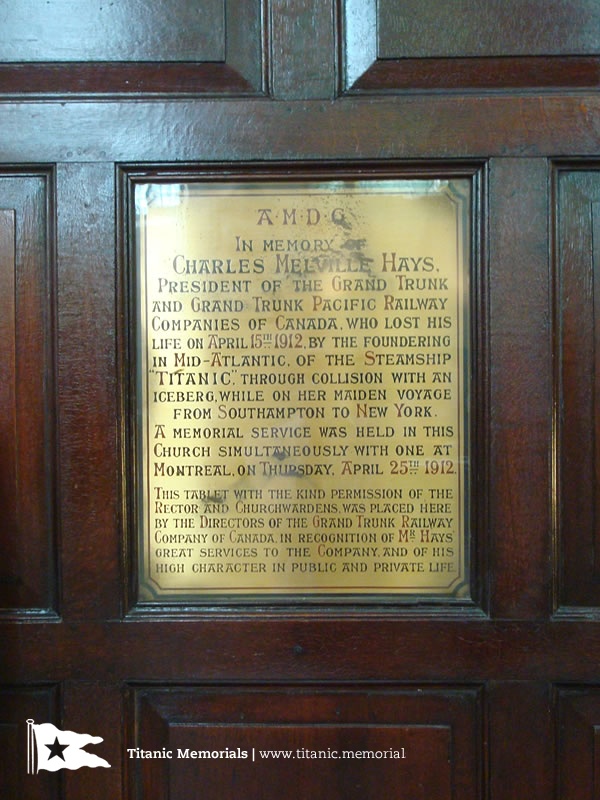 A·M·D·G
IN MEMORY OF
CHARLES MELVILLE HAYS,
PRESIDENT OF THE GRAND TRUNK
AND GRAND TRUNK PACIFIC RAILWAY
COMPANIES OF CANADA, WHO LOST HIS
LIFE ON APRIL 15TH 1912, BY THE FOUNDERING
IN MID-ATLANTIC, OF THE STEAMSHIP
"TITANIC", THROUGH COLLISION WITH AN
ICEBERG, WHILE ON HER MAIDEN VOYAGE
FROM SOUTHAMPTON TO NEW YORK.
A MEMORIAL SERVICE WAS HELD IN THIS
CHURCH SIMULTANEOUSLY WITH ONE AT
MONTREAL, ON THURSDAY, APRIL 25TH 1912.
THIS TABLET WITH THE KIND PERMISSION OF THE
RECTOR AND CHURCHWARDENS, WAS PLACED HERE
BY THE DIRECTORS OF THE GRAND TRUNK RAILWAY
COMPANY OF CANADA, IN RECOGNITION OF MR HAYS'
GREAT SERVICES TO THE COMPANY, AND OF HIS
HIGH CHARACTER IN PUBLIC AND PRIVATE LIFE.
Titanic Memorials | www.titanic.memorial